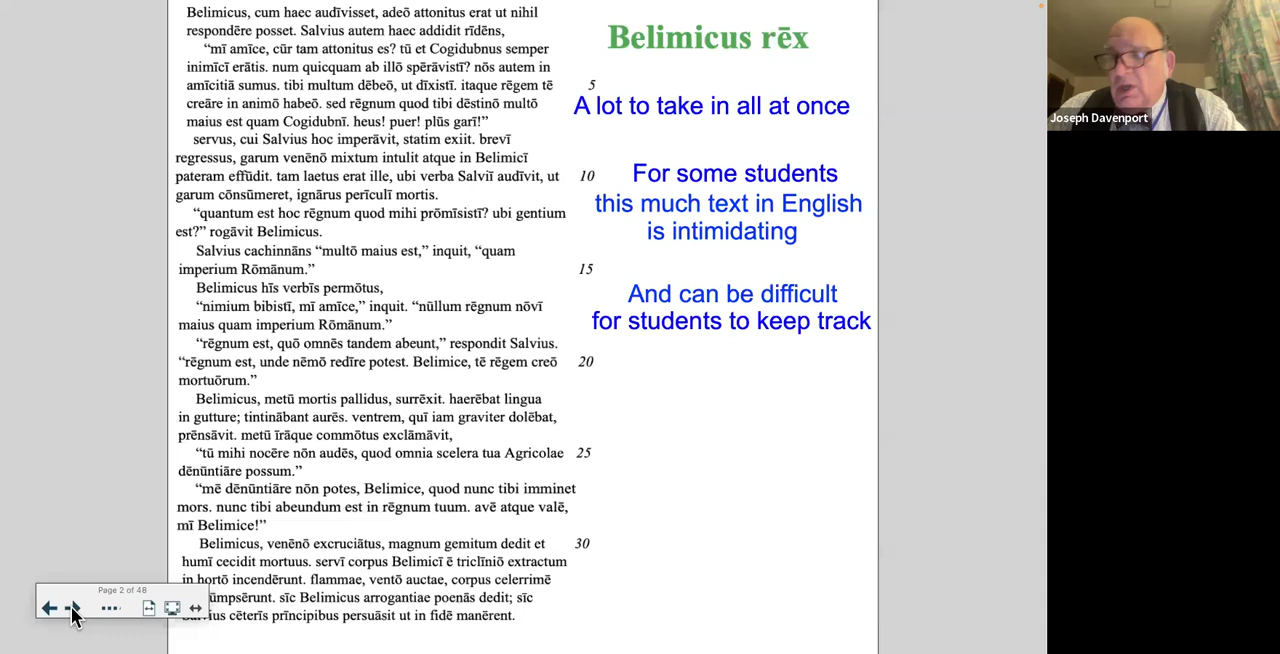 Belimicus, cum haec audīvisset, adeō attonitus erat ut nihil
respondēre posset. Salvius autem haec addidit rīdēns,
“mī amīce, cūr tam attonitus es? tū et Cogidubnus semper
inimīcī erātis. num quicquam ab illō spērāvistī? nōs autem in
amīcitiā sumus. tibi multum dēbeō, ut dīxistī. itaque rēgem tē
creāre in animō habeō. sed rēgnum quod tibi dēstinō multō
maius est quam Cogidubnī. heus! puer! plūs garī!”
servus, cui Salvius hoc imperāvit, statim exiit. brevī
regressus, garum venēnō mixtum intulit atque in Belimicī
pateram effūdit. tam laetus erat ille, ubi verba Salviī audīvit, ut
garum cōnsūmeret, ignārus perīculī mortis.
“quantum est hoc rēgnum quod mihi prōmīsistī? ubi gentium
est?” rogāvit Belimicus.
Salvius cachinnāns “multō maius est,” inquit, “quam
imperium Rōmānum.”
Belimicus hīs verbīs permōtus,
“nimium bibistī, mī amīce,” inquit. “nūllum rēgnum nōvī
maius quam imperium Rōmānum.”
“rēgnum est, quō omnēs tandem abeunt,” respondit Salvius.
“rēgnum est, unde nēmō redīre potest. Belimice, tē rēgem creō
mortuōrum.”
Belimicus, metū mortis pallidus, surrēxit. haerēbat lingua
in gutture; tintinābant aurēs. ventrem, quī iam graviter dolēbat,
prēnsāvit. metū īrāque commōtus exclāmāvit,
“tū mihi nocēre nōn audēs, quod omnia scelera tua Agricolae
dēnūntiāre possum.”
“mē dēnūntiāre nōn potes, Belimice, quod nunc tibi imminet
mors. nunc tibi abeundum est in rēgnum tuum. avē atque valē,
mī Belimice!”
Belimicus, venēnō excruciātus, magnum gemitum dedit et
humī cecidit mortuus. servī corpus Belimicī ē triclīniō extractum
in hortō incendērunt. flammae, ventō auctae, corpus celerrimē
ūmpsērunt. sīc Belimicus arrogantiae poenās dedit; sīc
Salvius cēterīs prīncipibus persuāsit ut in fidē manērent.
5
10
15
20
25
30
Belimicus rēx
A lot to take in all at once
For some students
this much text in English
is intimidating
And can be difficult
for students to keep track
Joseph Davenport
Page 2 of 48